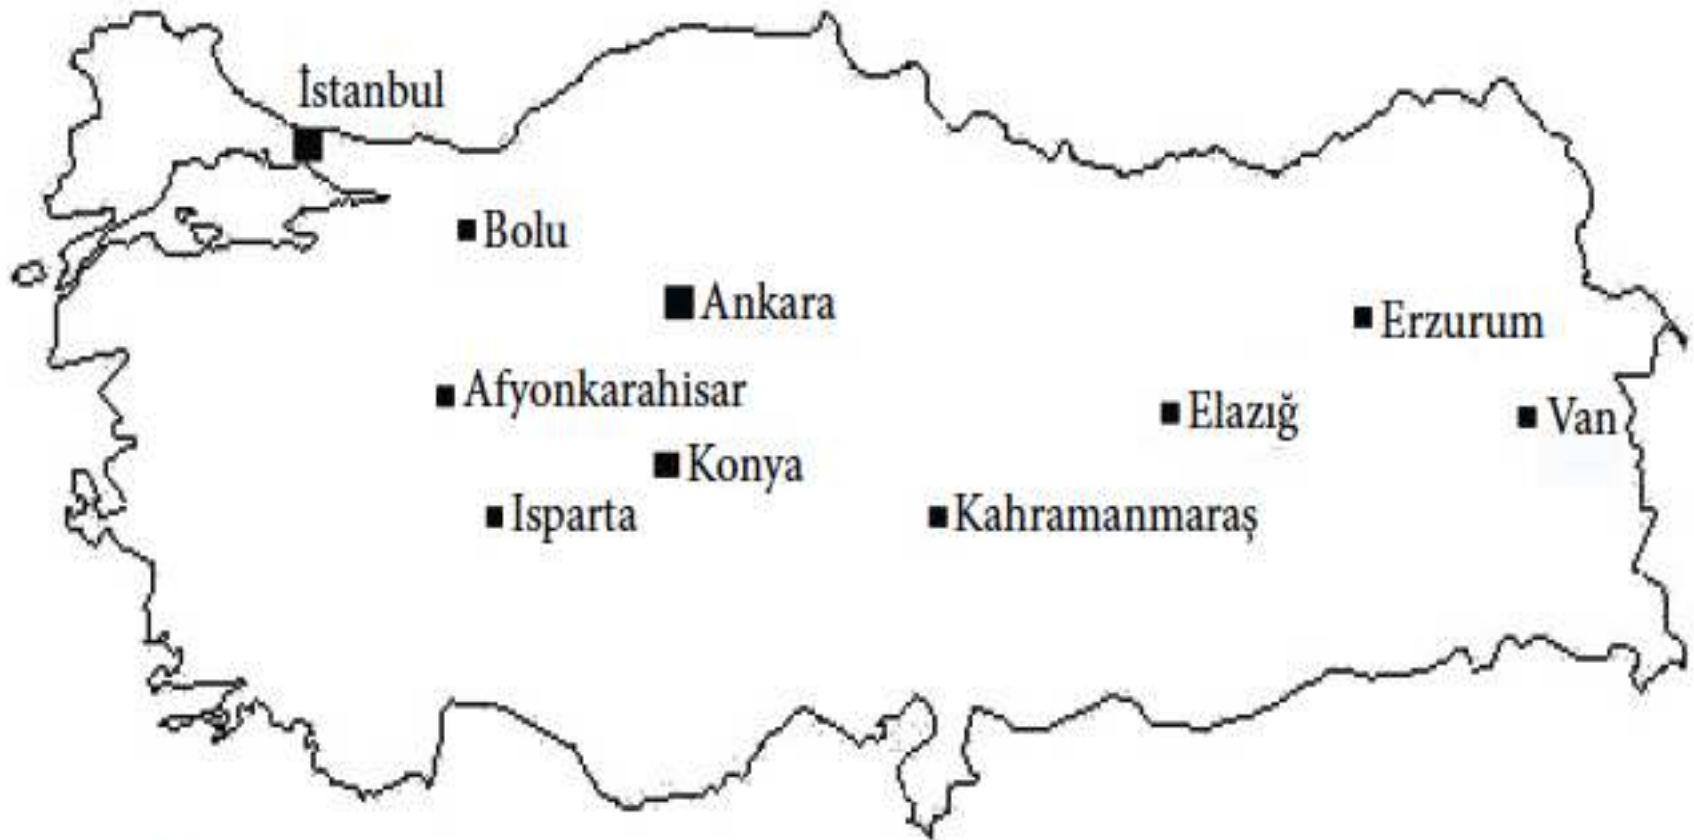 İstanbul
Bolu
Ankara
Erzurum
Afyonkarahisar
Elazığ
Van
Konya
Isparta
Kahramanmaraş